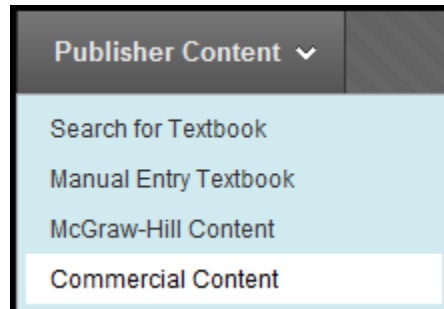 Publisher Content
Search for Textbook
Manual Entry Textbook
McGraw-Hill Content
Commercial Content